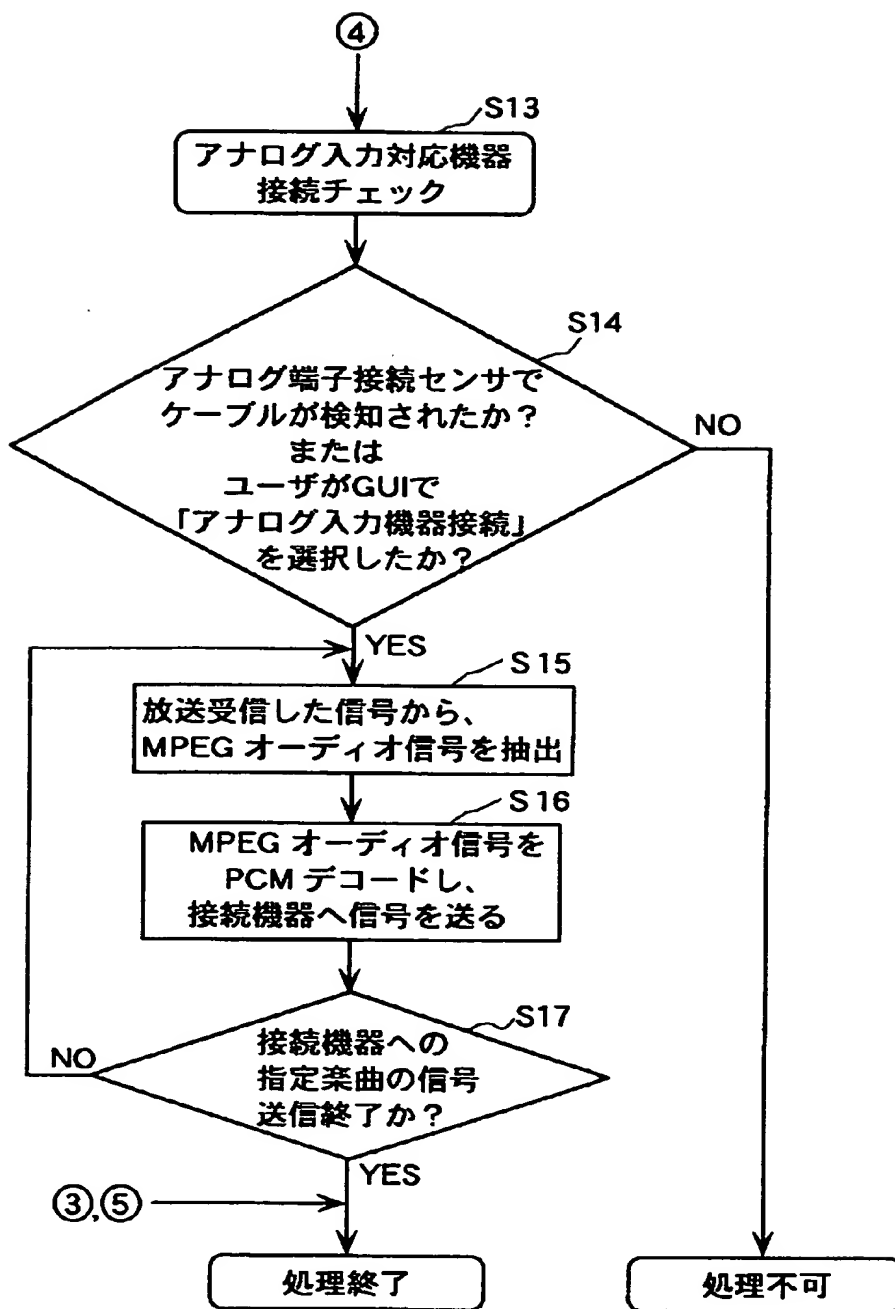 ④
S13
アナログ入力対応機器
接続チェック
S14
アナログ端子接続センサで
ケーブルが検知されたか？
または
ユーザがGUIで
「アナログ入力機器接続」
を選択したか？
NO
YES
S15
放送受信した信号から、
MPEG オーディオ信号を抽出
S16
MPEG オーディオ信号を
PCM デコードし、
接続機器へ信号を送る
S17
接続機器への
指定楽曲の信号
送信終了か？
NO
YES
③,⑤
処理終了
処理不可